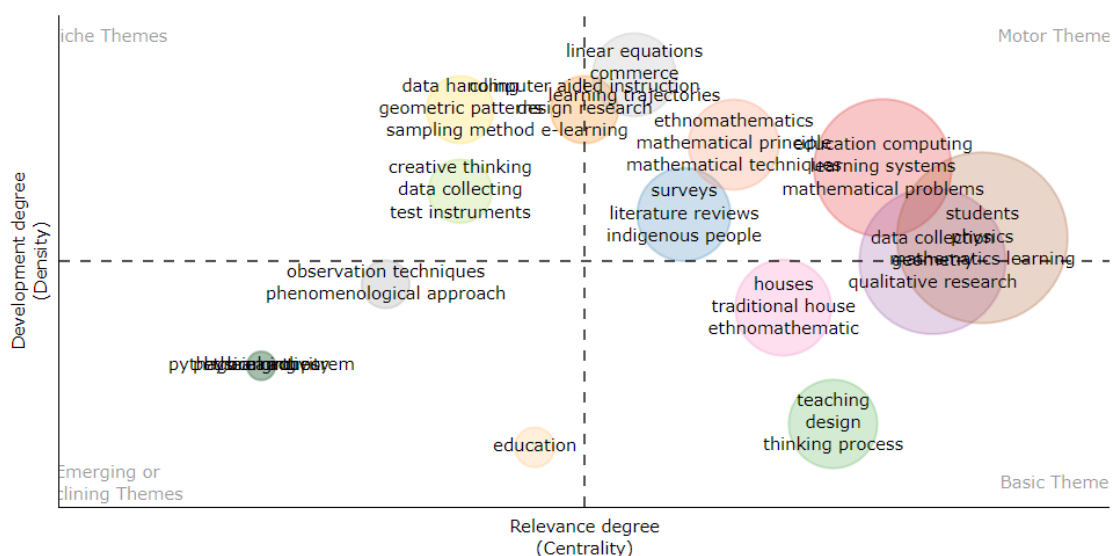 iche Themes
Motor Theme
linear equations
commerce
learning trajectories
data handling
geometric patterns
sampling method
computer aided instruction
design research
e-learning
ethnomathematics
mathematical principle
mathematical techniques
education computing
learning systems
mathematical problems
creative thinking
data collecting
test instruments
surveys
literature reviews
indigenous people
students
physics
mathematics learning
data collection
geometry
qualitative research
observation techniques
phenomenological approach
houses
traditional house
ethnomathematic
teaching
design
thinking process
education
Emerging or
clining Themes
Basic Theme
Development degree
(Density)
Relevance degree
(Centrality)